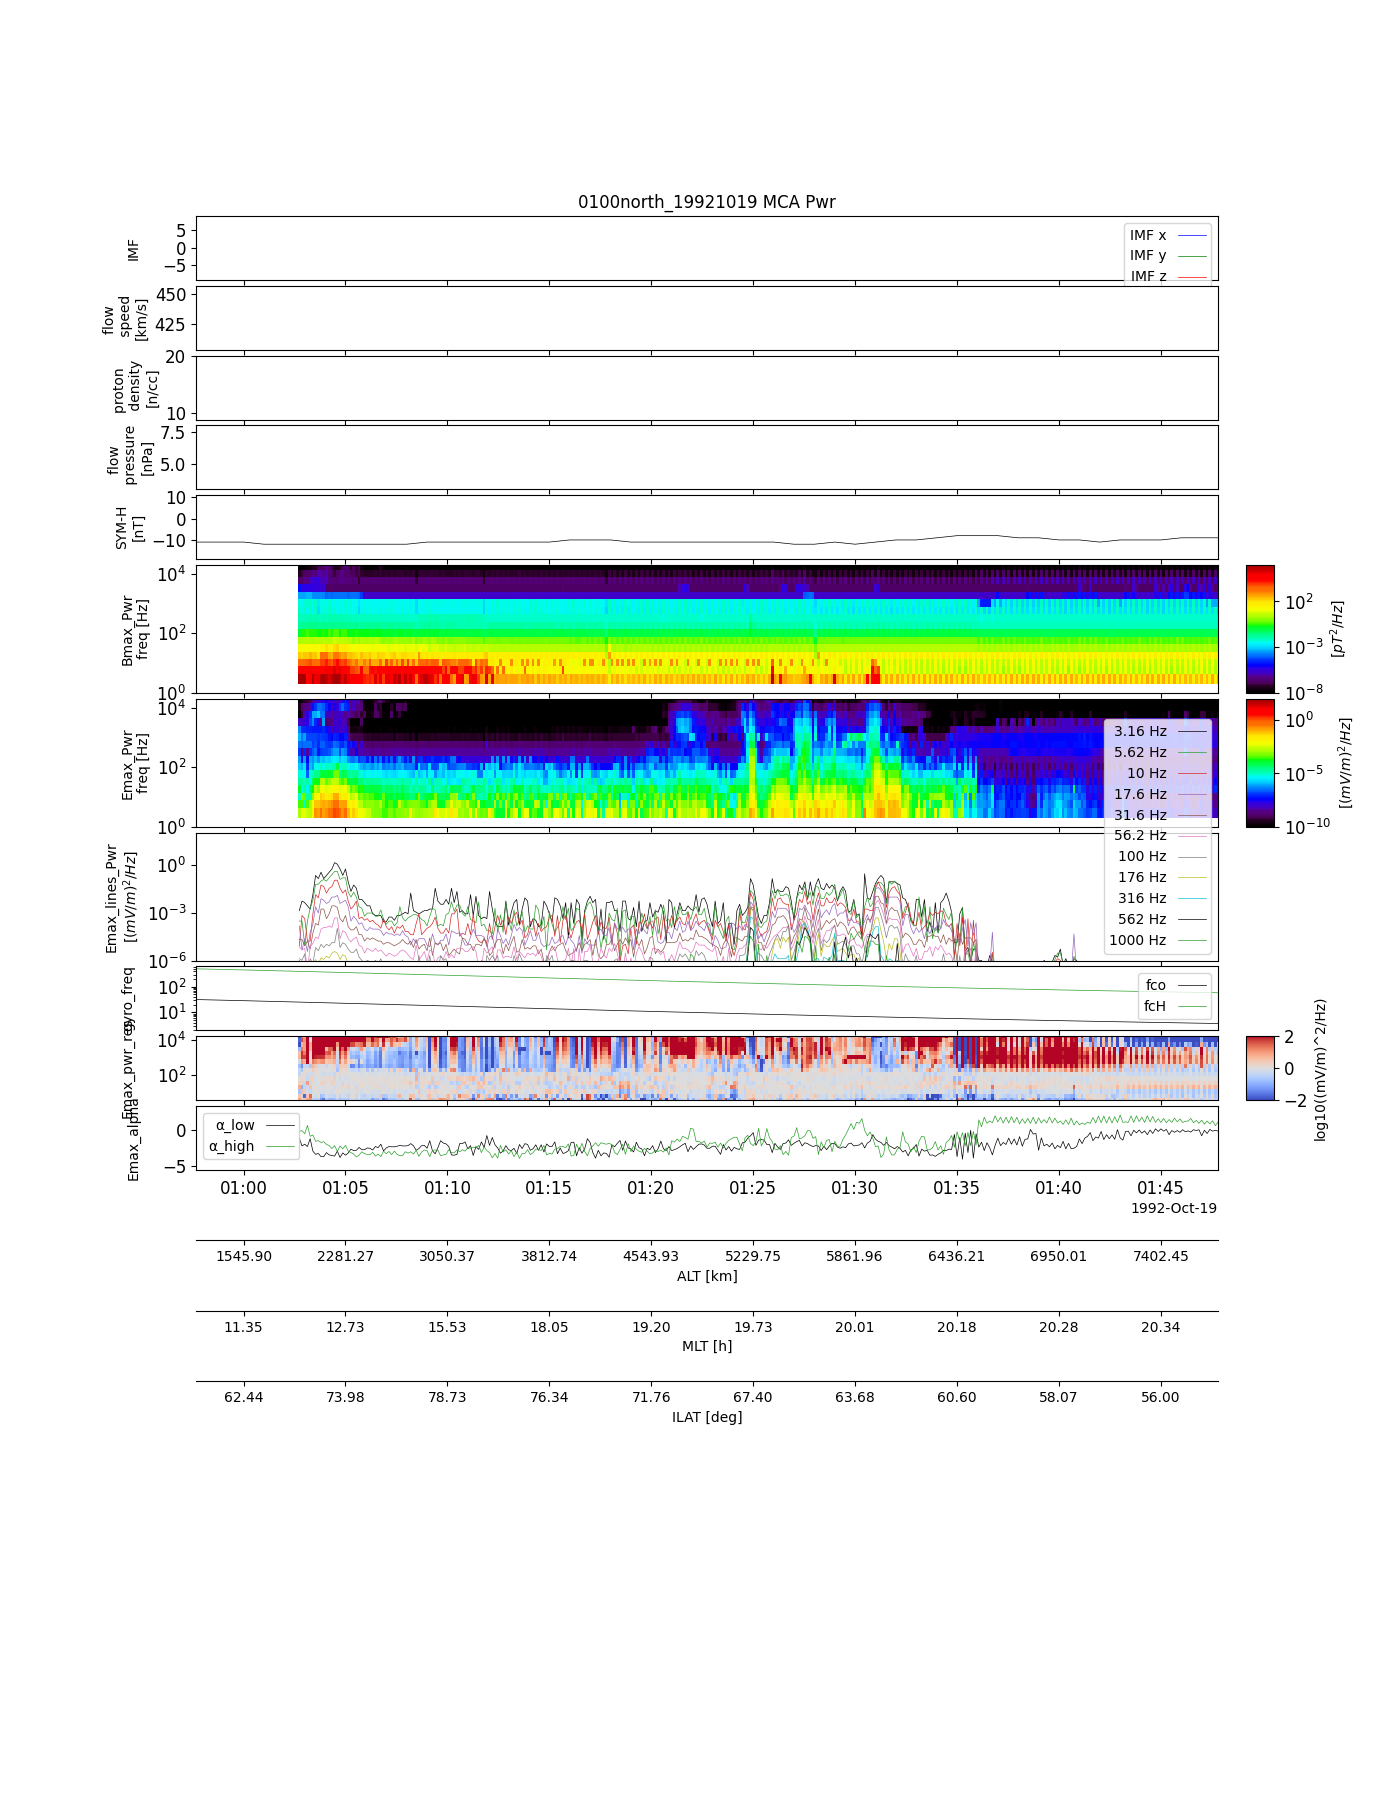 0100north_19921019 MCA Pwr
IMF
5
0
−5
IMF x
IMF y
IMF z
flow
speed
[km/s]
450
425
proton
density
[n/cc]
20
10
flow
pressure
[nPa]
7.5
5.0
SYM-H
[nT]
10
0
−10
Bmax_Pwr
freq [Hz]
10^4
10^2
10^0
10^2
10^−3
10^−8
[pT^2/Hz]
Emax_Pwr
freq [Hz]
10^4
10^2
10^0
10^0
10^−5
10^−10
[(mV/m)^2/Hz]
3.16 Hz
5.62 Hz
10 Hz
17.6 Hz
31.6 Hz
56.2 Hz
100 Hz
176 Hz
316 Hz
562 Hz
1000 Hz
Emax_lines_Pwr
[(mV/m)^2/Hz]
10^0
10^−3
10^−6
gyro_freq
10^2
10^1
fco
fcH
Emax_pwr_reg
10^4
10^2
2
0
−2
log10((mV/m)^2/Hz)
Emax_alpha
0
−5
α_low
α_high
01:00 01:05 01:10 01:15 01:20 01:25 01:30 01:35 01:40 01:45
1992-Oct-19
1545.90 2281.27 3050.37 3812.74 4543.93 5229.75 5861.96 6436.21 6950.01 7402.45
ALT [km]
11.35 12.73 15.53 18.05 19.20 19.73 20.01 20.18 20.28 20.34
MLT [h]
62.44 73.98 78.73 76.34 71.76 67.40 63.68 60.60 58.07 56.00
ILAT [deg]